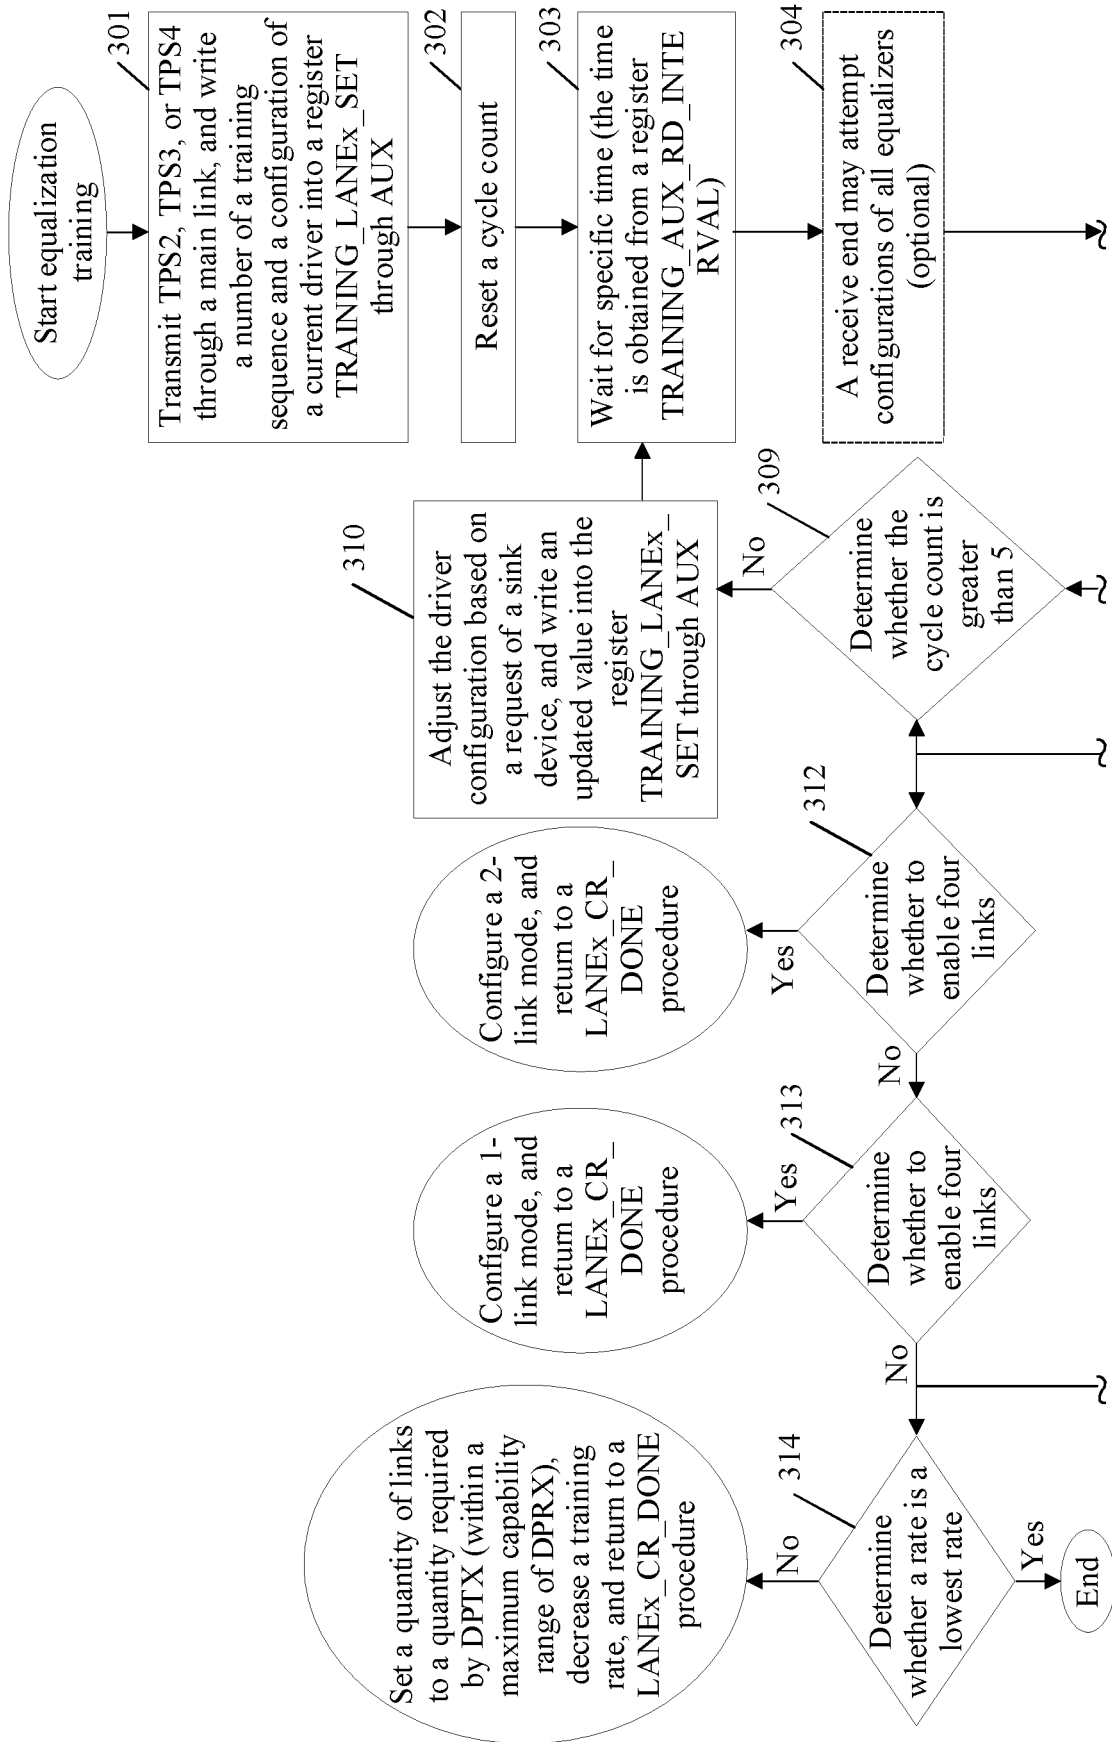 Start equalization
training
301
Transmit TPS2, TPS3, or TPS4
through a main link, and write
a number of a training
sequence and a configuration of
a current driver into a register
TRAINING_LANEx_SET
through AUX
302
Reset a cycle count
303
Wait for specific time (the time
is obtained from a register
TRAINING_AUX_RD_INTE
RVAL)
304
A receive end may attempt
configurations of all equalizers
(optional)
310
Adjust the driver
configuration based on
a request of a sink
device, and write an
updated value into the
register
TRAINING_LANEx_
SET through AUX
No
309
Determine
whether the
cycle count is
greater
than 5
Configure a 2-
link mode, and
return to a
LANEx_CR_
DONE
procedure
Yes
312
Determine
whether to
enable four
links
No
Configure a 1-
link mode, and
return to a
LANEx_CR_
DONE
procedure
Yes
313
Determine
whether to
enable four
links
No
Set a quantity of links
to a quantity required
by DPTX (within a
maximum capability
range of DPRX),
decrease a training
rate, and return to a
LANEx_CR_DONE
procedure
No
314
Determine
whether a rate is a
lowest rate
Yes
End